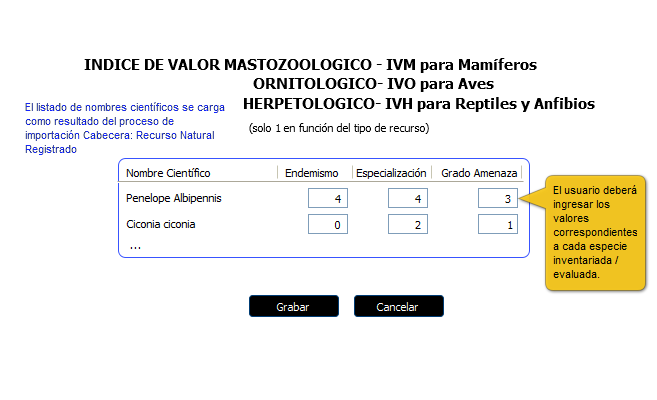 INDICE DE VALOR MASTOZOOLOGICO - IVM para Mamíferos
ORNITOLOGICO- IVO para Aves
HERPETOLOGICO- IVH para Reptiles y Anfibios
(solo 1 en función del tipo de recurso)
El listado de nombres científicos se carga
como resultado del proceso de
importación Cabecera: Recurso Natural
Registrado
Nombre Científico Endemismo Especialización Grado Amenaza
Penelope Albipennis 4 4 3
Ciconia ciconia 0 2 1
...
El usuario deberá
ingresar los
valores
correspondientes
a cada especie
inventariada /
evaluada.
Grabar Cancelar